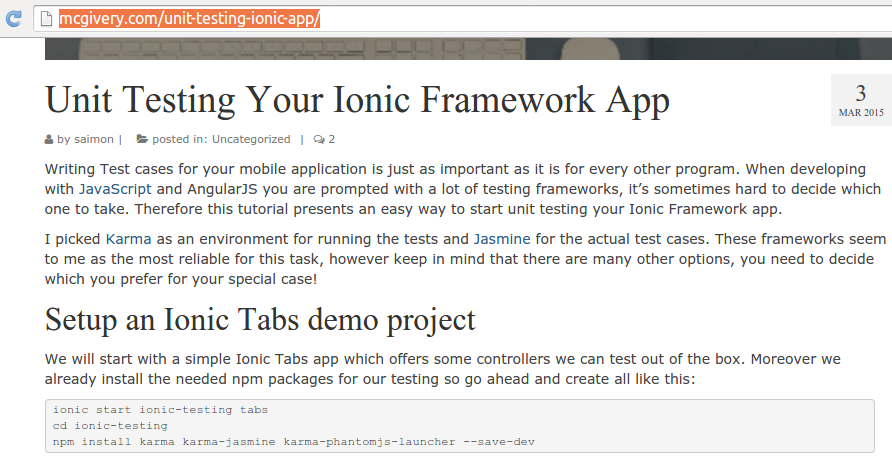 mcgivery.com/unit-testing-ionic-app/
Unit Testing Your Ionic Framework App
3
MAR 2015
by saimon | posted in: Uncategorized | 2
Writing Test cases for your mobile application is just as important as it is for every other program. When developing
with JavaScript and AngularJS you are prompted with a lot of testing frameworks, it’s sometimes hard to decide which
one to take. Therefore this tutorial presents an easy way to start unit testing your Ionic Framework app.
I picked Karma as an environment for running the tests and Jasmine for the actual test cases. These frameworks seem
to me as the most reliable for this task, however keep in mind that there are many other options, you need to decide
which you prefer for your special case!
Setup an Ionic Tabs demo project
We will start with a simple Ionic Tabs app which offers some controllers we can test out of the box. Moreover we
already install the needed npm packages for our testing so go ahead and create all like this:
ionic start ionic-testing tabs
cd ionic-testing
npm install karma karma-jasmine karma-phantomjs-launcher --save-dev